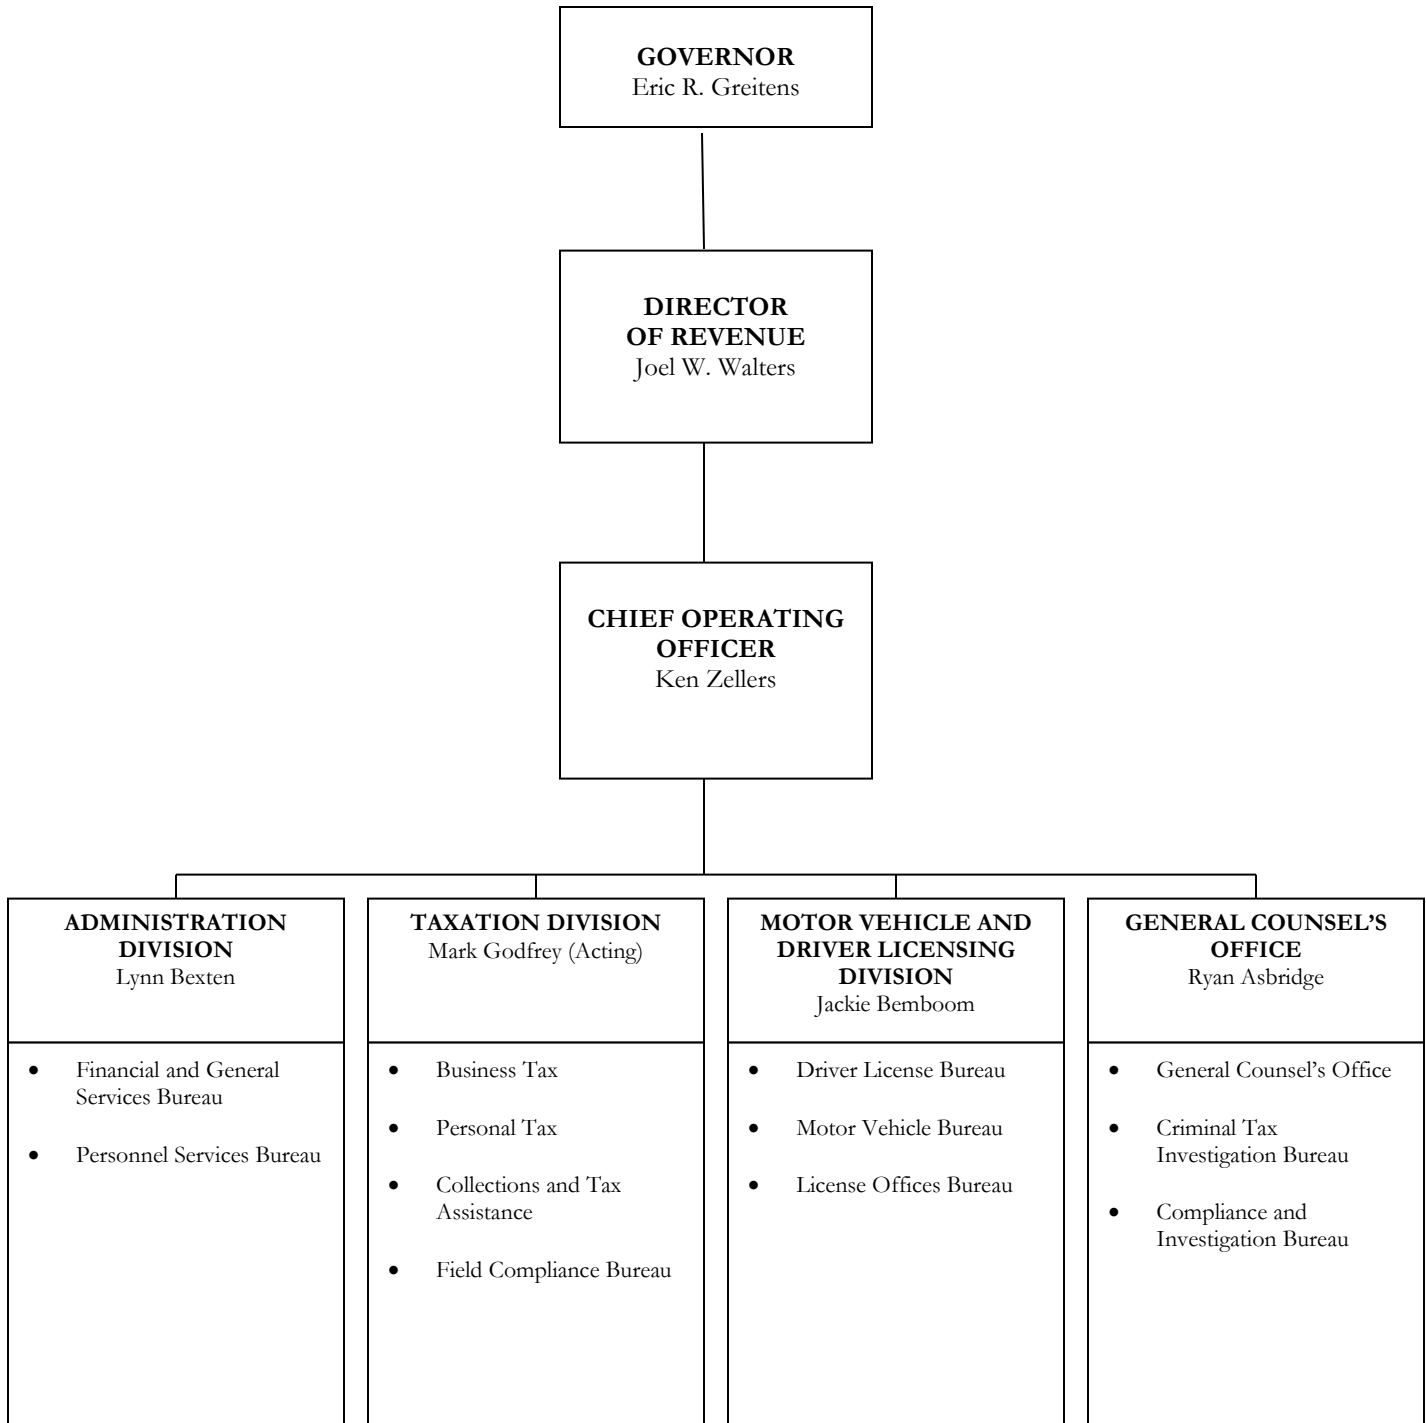 GOVERNOR
Eric R. Greitens
DIRECTOR
OF REVENUE
Joel W. Walters
CHIEF OPERATING
OFFICER
Ken Zellers
ADMINISTRATION
DIVISION
Lynn Bexten
• Financial and General
Services Bureau
• Personnel Services Bureau
TAXATION DIVISION
Mark Godfrey (Acting)
• Business Tax
• Personal Tax
• Collections and Tax
Assistance
• Field Compliance Bureau
MOTOR VEHICLE AND
DRIVER LICENSING
DIVISION
Jackie Bemboom
• Driver License Bureau
• Motor Vehicle Bureau
• License Offices Bureau
GENERAL COUNSEL’S
OFFICE
Ryan Asbridge
• General Counsel’s Office
• Criminal Tax
Investigation Bureau
• Compliance and
Investigation Bureau